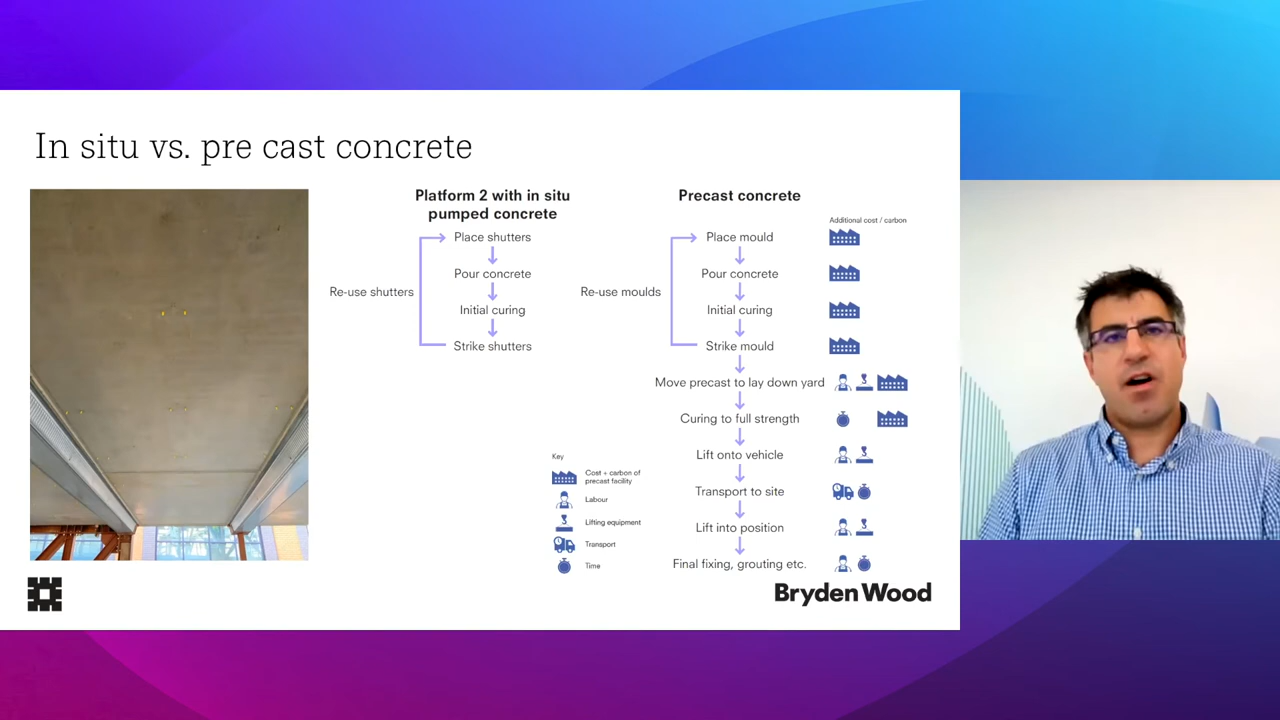 In situ vs. pre cast concrete
Platform 2 with in situ
pumped concrete
Place shutters
Pour concrete
Re-use shutters
Initial curing
Strike shutters
Precast concrete
Additional cost / carbon
Place mould
Pour concrete
Re-use moulds
Initial curing
Strike mould
Move precast to lay down yard
Curing to full strength
Lift onto vehicle
Transport to site
Lift into position
Final fixing, grouting etc.
Key
Cost + carbon of
precast facility
Labour
Lifting equipment
Transport
Time
Bryden Wood